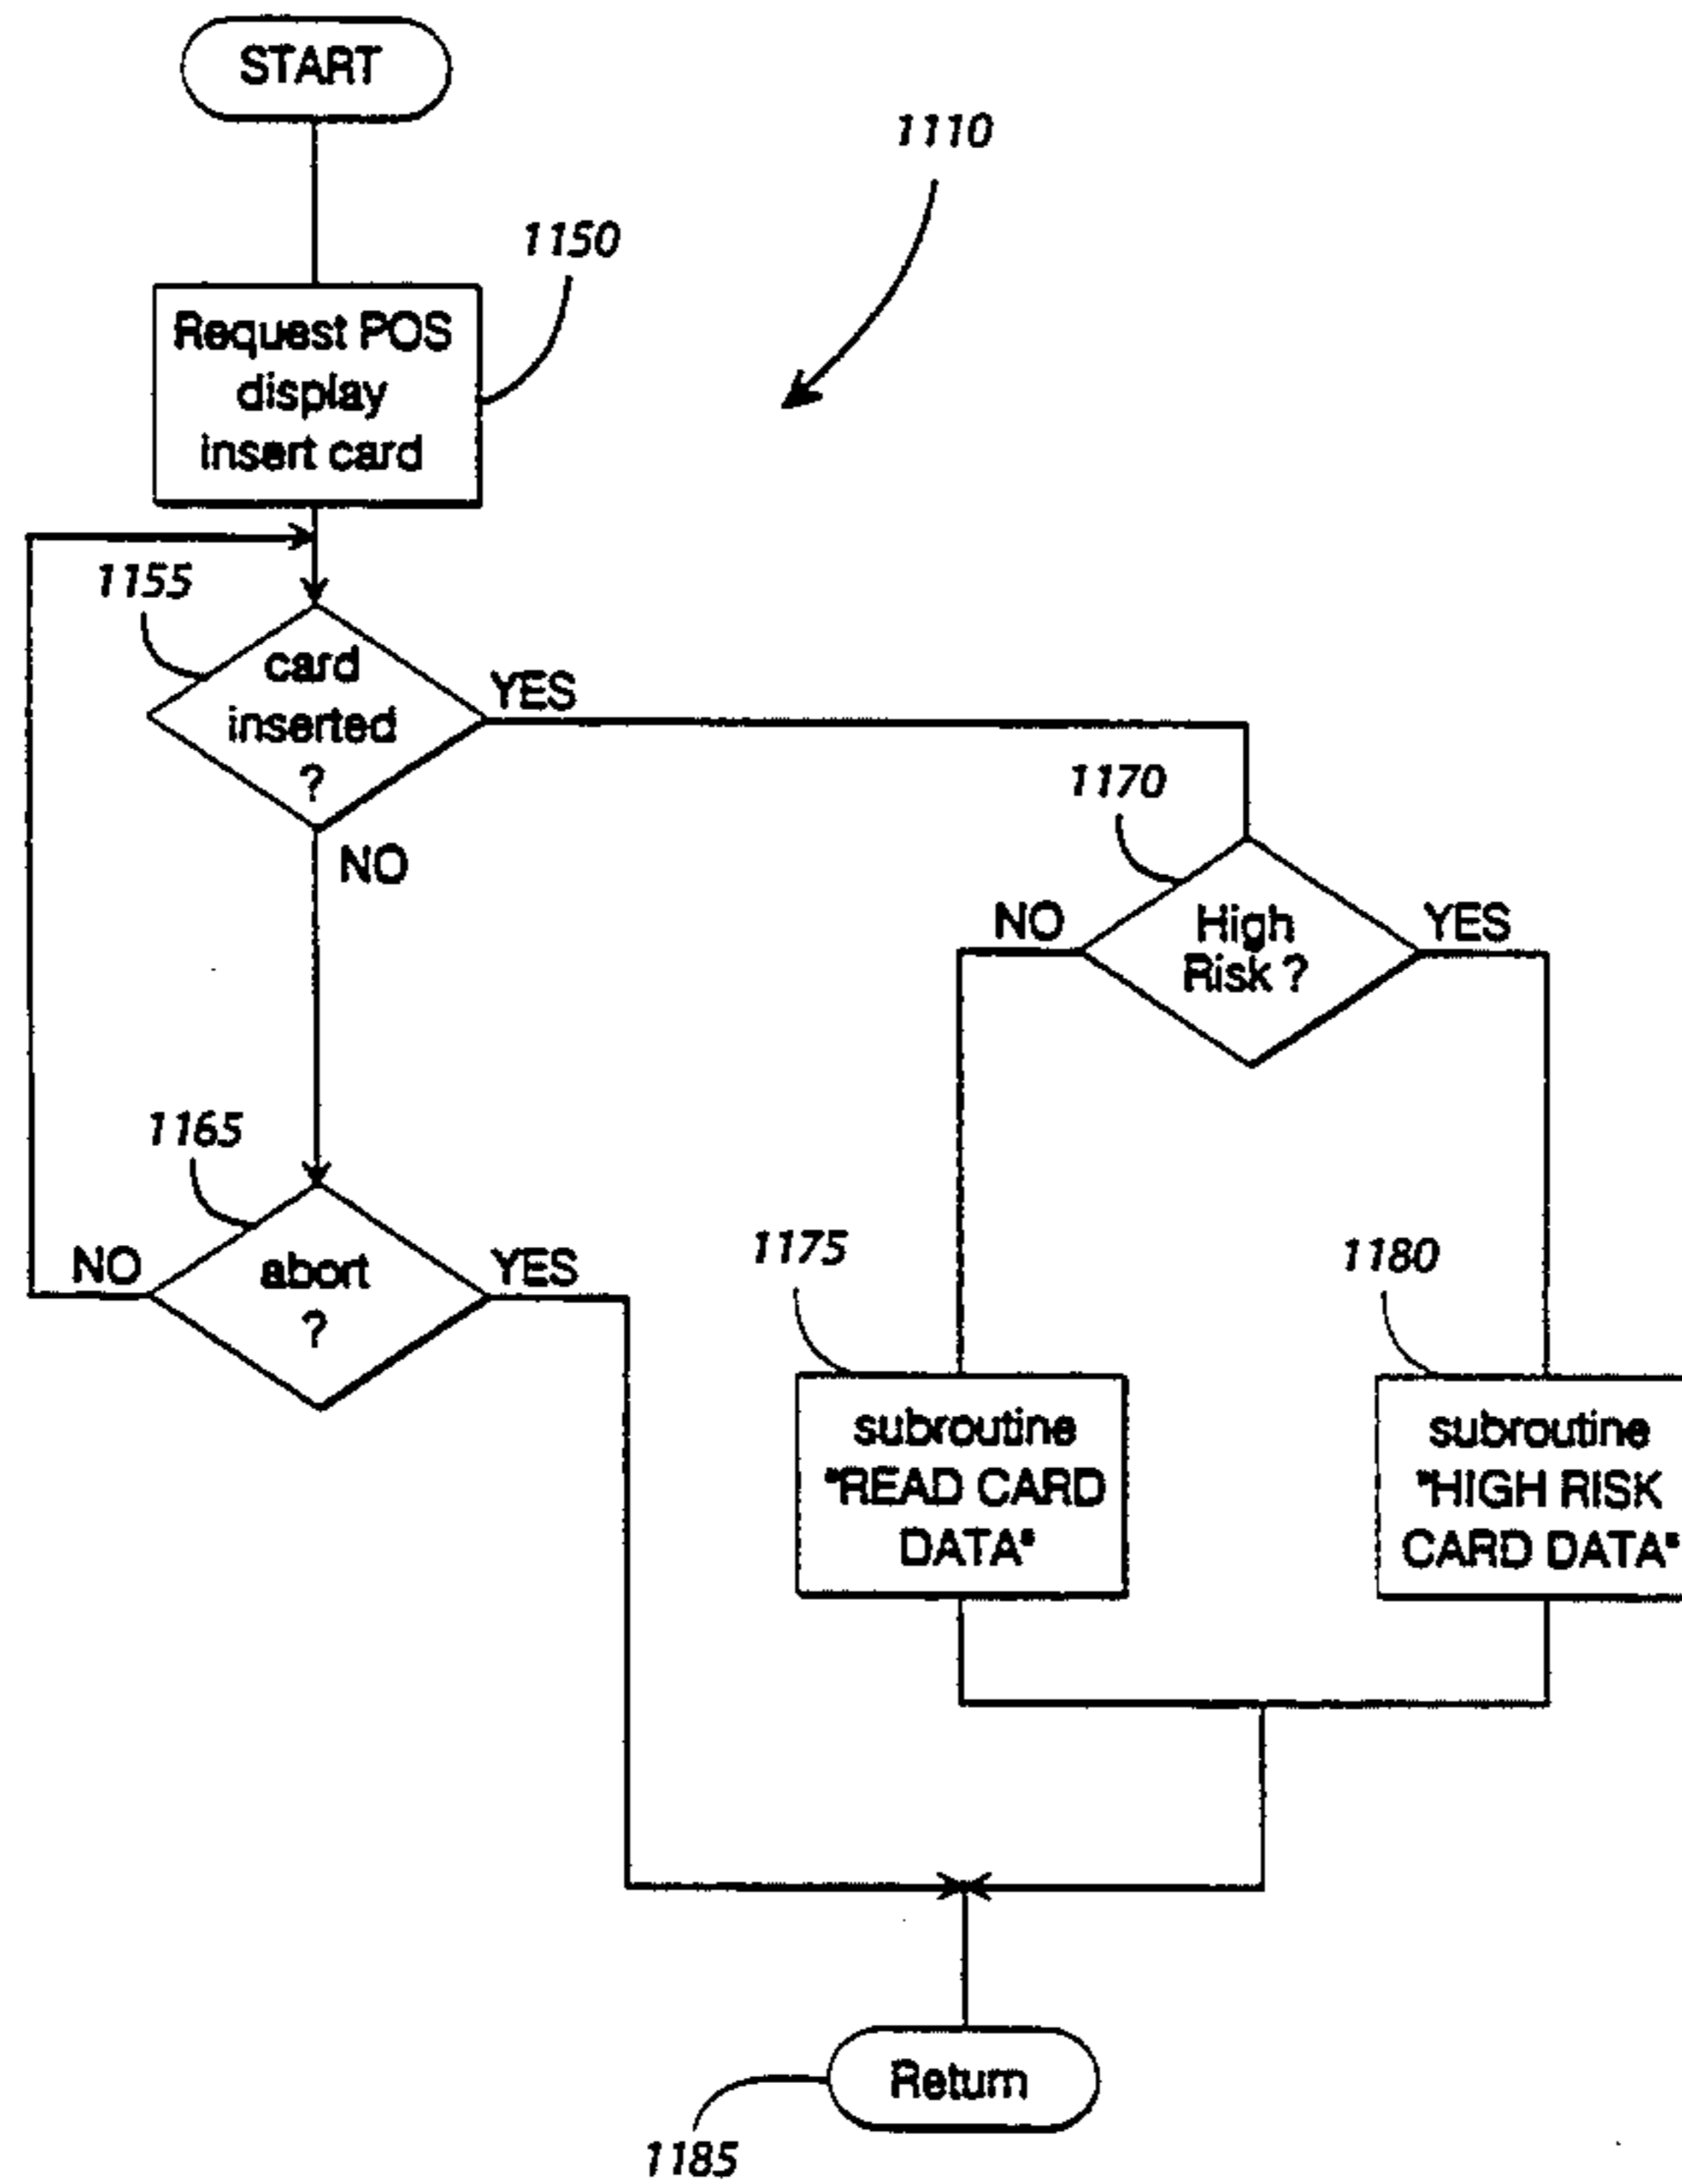 START
1110
1150
Request POS
display
insert card
1155
card
inserted
?
YES
NO
1170
High
Risk ?
NO
YES
1165
abort
?
NO
YES
1175
subroutine
"READ CARD
DATA"
1180
subroutine
"HIGH RISK
CARD DATA"
Return
1185